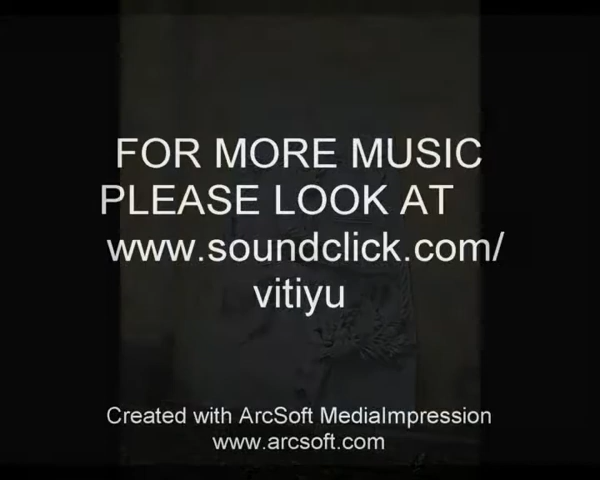 FOR MORE MUSIC
PLEASE LOOK AT
www.soundclick.com/
vitiyu
Created with ArcSoft MediaImpression
www.arcsoft.com